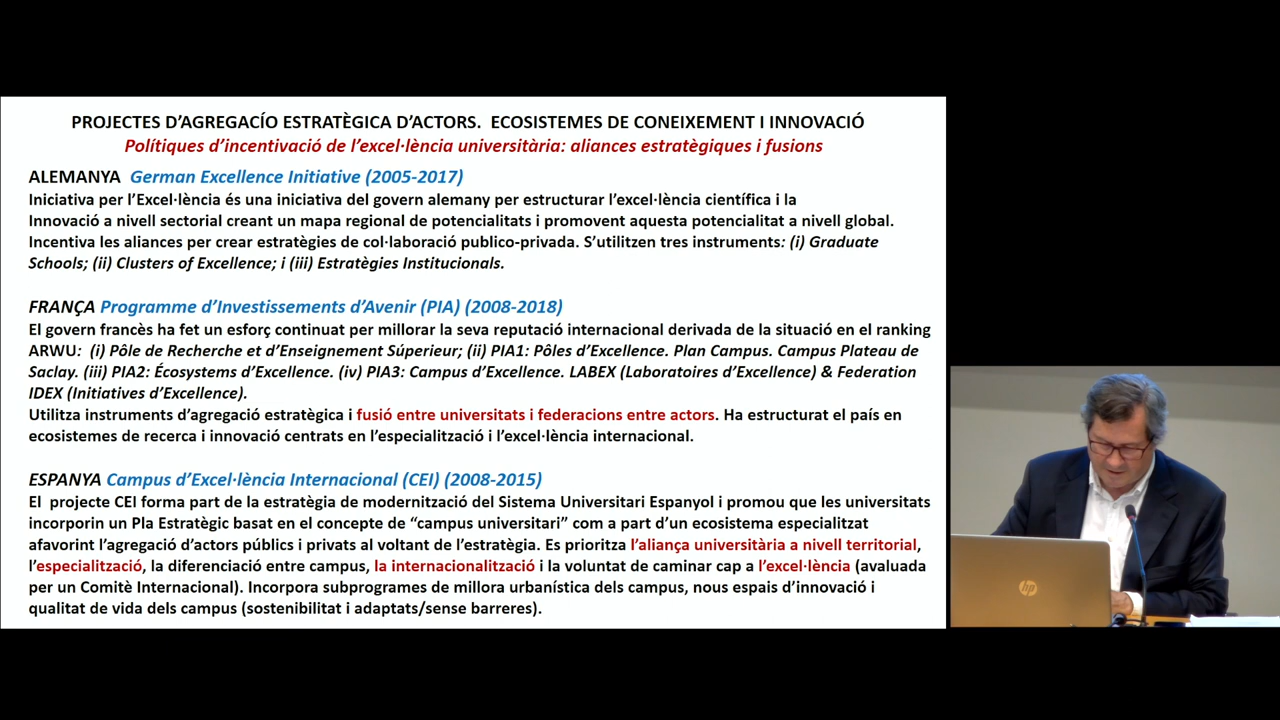 PROJECTES D'AGREGACÍO ESTRATÈGICA D'ACTORS. ECOSISTEMES DE CONEIXEMENT I INNOVACIÓ
Polítiques d'incentivació de l'excel·lència universitària: aliances estratègiques i fusions
ALEMANYA German Excellence Initiative (2005-2017)
Iniciativa per l'Excel·lència és una iniciativa del govern alemany per estructurar l'excel·lència científica i la
Innovació a nivell sectorial creant un mapa regional de potencialitats i promovent aquesta potencialitat a nivell global.
Incentiva les aliances per crear estratègies de col·laboració publico-privada. S'utilitzen tres instruments: (i) Graduate
Schools; (ii) Clusters of Excellence; i (iii) Estratègies Institucionals.
FRANÇA Programme d'Investissements d'Avenir (PIA) (2008-2018)
El govern francès ha fet un esforç continuat per millorar la seva reputació internacional derivada de la situació en el ranking
ARWU: (i) Pôle de Recherche et d'Enseignement Súperieur; (ii) PIA1: Pôles d'Excellence. Plan Campus. Campus Plateau de
Saclay. (iii) PIA2: Écosystems d'Excellence. (iv) PIA3: Campus d'Excellence. LABEX (Laboratoires d'Excellence) & Federation
IDEX (Initiatives d'Excellence).
Utilitza instruments d'agregació estratègica i fusió entre universitats i federacions entre actors. Ha estructurat el país en
ecosistemes de recerca i innovació centrats en l'especialització i l'excel·lència internacional.
ESPANYA Campus d'Excel·lència Internacional (CEI) (2008-2015)
El projecte CEI forma part de la estratègia de modernització del Sistema Universitari Espanyol i promou que les universitats
incorporin un Pla Estratègic basat en el concepte de “campus universitari” com a part d'un ecosistema especialitzat
afavorint l'agregació d'actors públics i privats al voltant de l'estratègia. Es prioritza l'aliança universitària a nivell territorial,
l'especialització, la diferenciació entre campus, la internacionalització i la voluntat de caminar cap a l'excel·lència (avaluada
per un Comitè Internacional). Incorpora subprogrames de millora urbanística dels campus, nous espais d'innovació i
qualitat de vida dels campus (sostenibilitat i adaptats/sense barreres).
hp